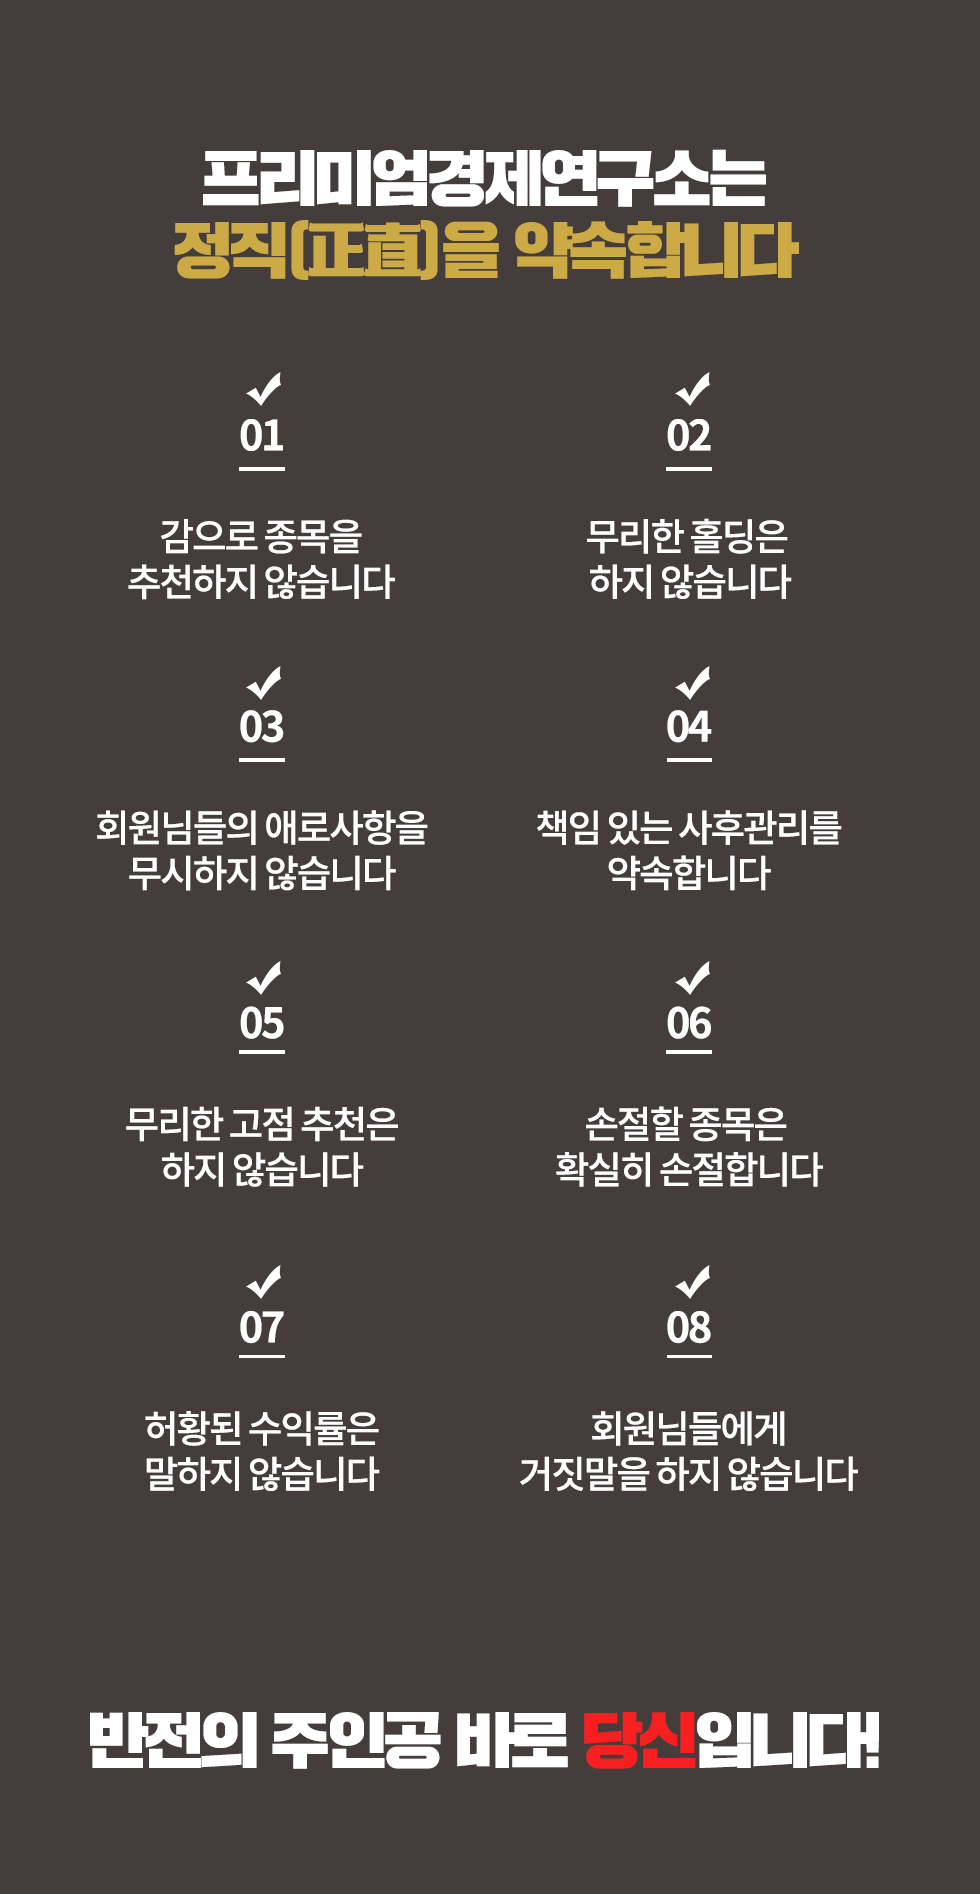 프리미엄경제연구소는
정직(正直)을 약속합니다
01
감으로 종목을
추천하지 않습니다
02
무리한 홀딩은
하지 않습니다
03
회원님들의 애로사항을
무시하지 않습니다
04
책임 있는 사후관리를
약속합니다
05
무리한 고점 추천은
하지 않습니다
06
손절할 종목은
확실히 손절합니다
07
허황된 수익률은
말하지 않습니다
08
회원님들에게
거짓말을 하지 않습니다
반전의 주인공 바로 당신입니다!